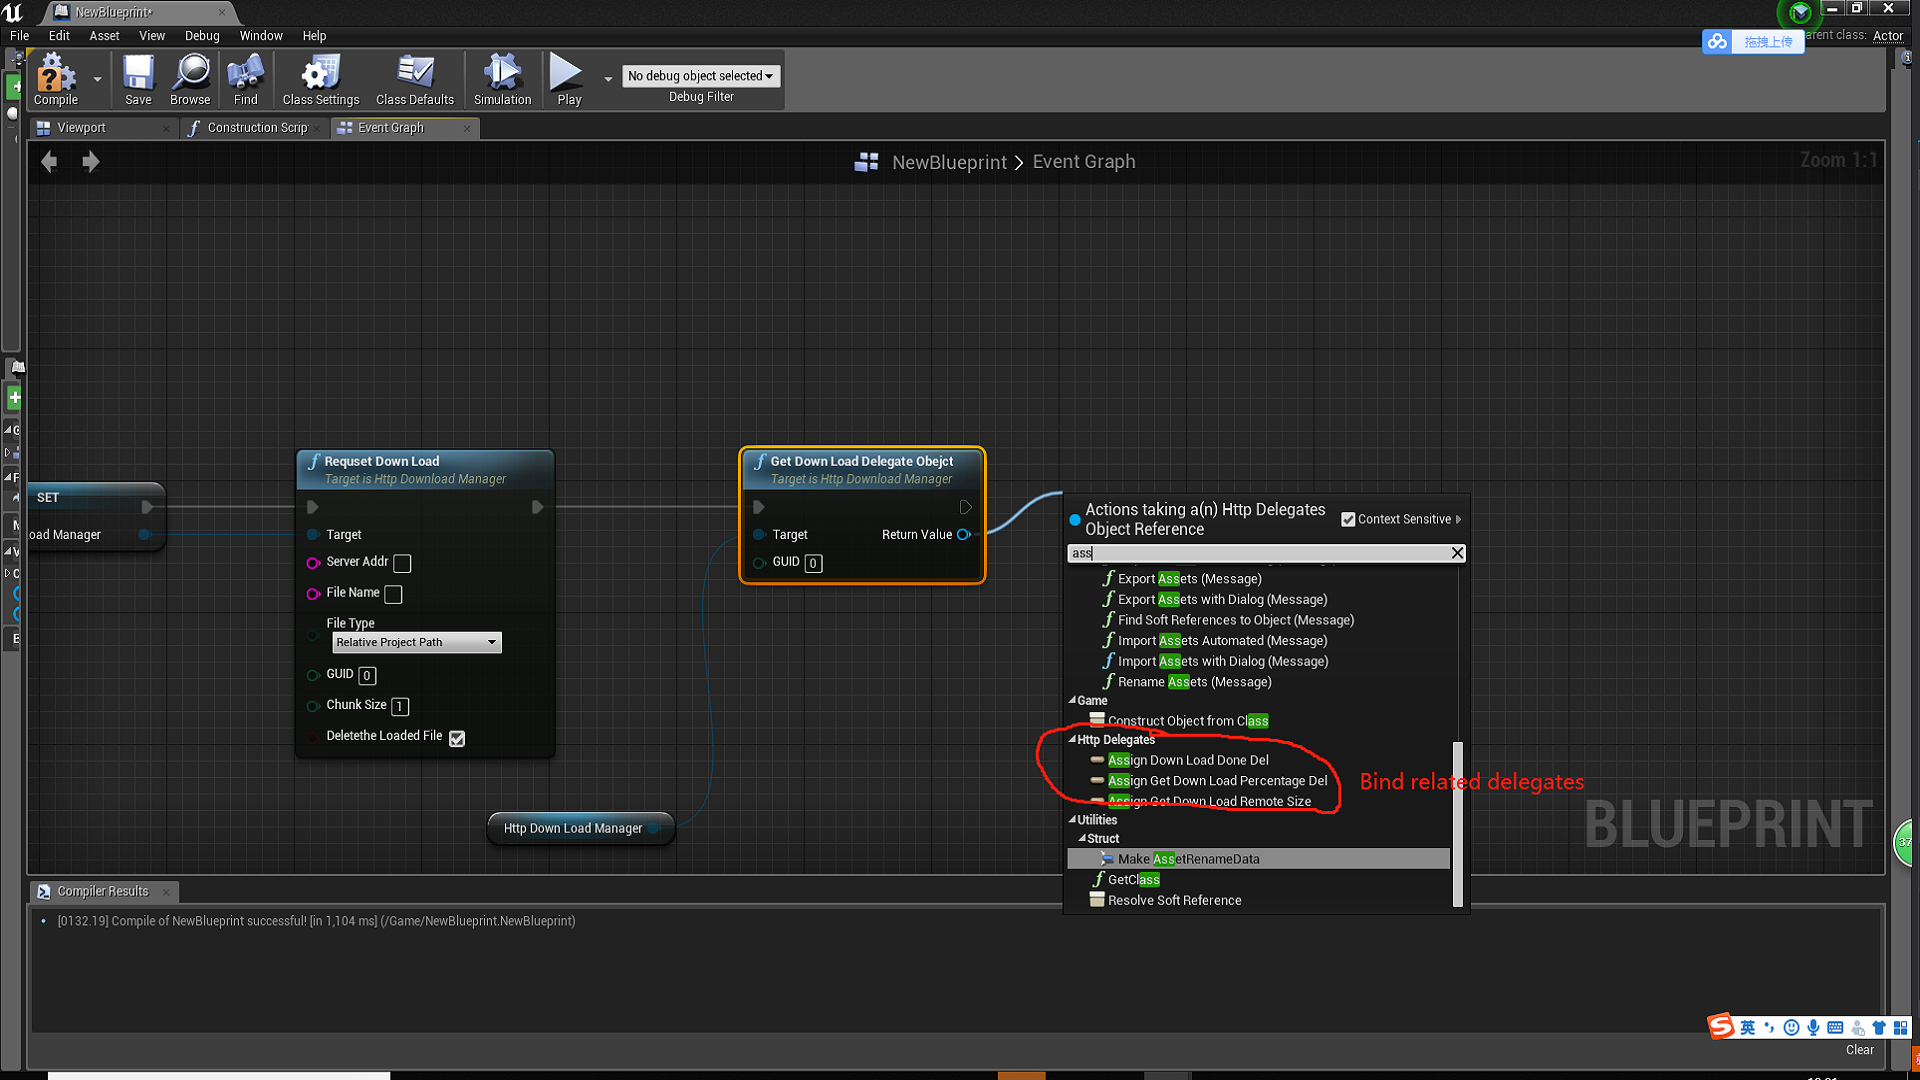 NewBlueprint*
File Edit Asset View Debug Window Help
arent class: Actor
拖拽上传
Compile Save Browse Find Class Settings Class Defaults Simulation Play
No debug object selected
Debug Filter
Viewport Construction Scrip Event Graph
NewBlueprint > Event Graph
Zoom 1:1
SET
oad Manager
Requset Down Load
Target is Http Download Manager
Target
Server Addr
File Name
File Type
Relative Project Path
GUID 0
Chunk Size 1
Deletethe Loaded File
Get Down Load Delegate Obejct
Target is Http Download Manager
Target Return Value
GUID 0
Http Down Load Manager
Actions taking a(n) Http Delegates
Object Reference
Context Sensitive
ass
Export Assets (Message)
Export Assets with Dialog (Message)
Find Soft References to Object (Message)
Import Assets Automated (Message)
Import Assets with Dialog (Message)
Rename Assets (Message)
Game
Construct Object from Class
Http Delegates
Assign Down Load Done Del
Assign Get Down Load Percentage Del
Assign Get Down Load Remote Size
Utilities
Struct
Make AssetRenameData
GetClass
Resolve Soft Reference
Bind related delegates
BLUEPRINT
37
Compiler Results
[0132.19] Compile of NewBlueprint successful! [in 1,104 ms] (/Game/NewBlueprint.NewBlueprint)
英
Clear